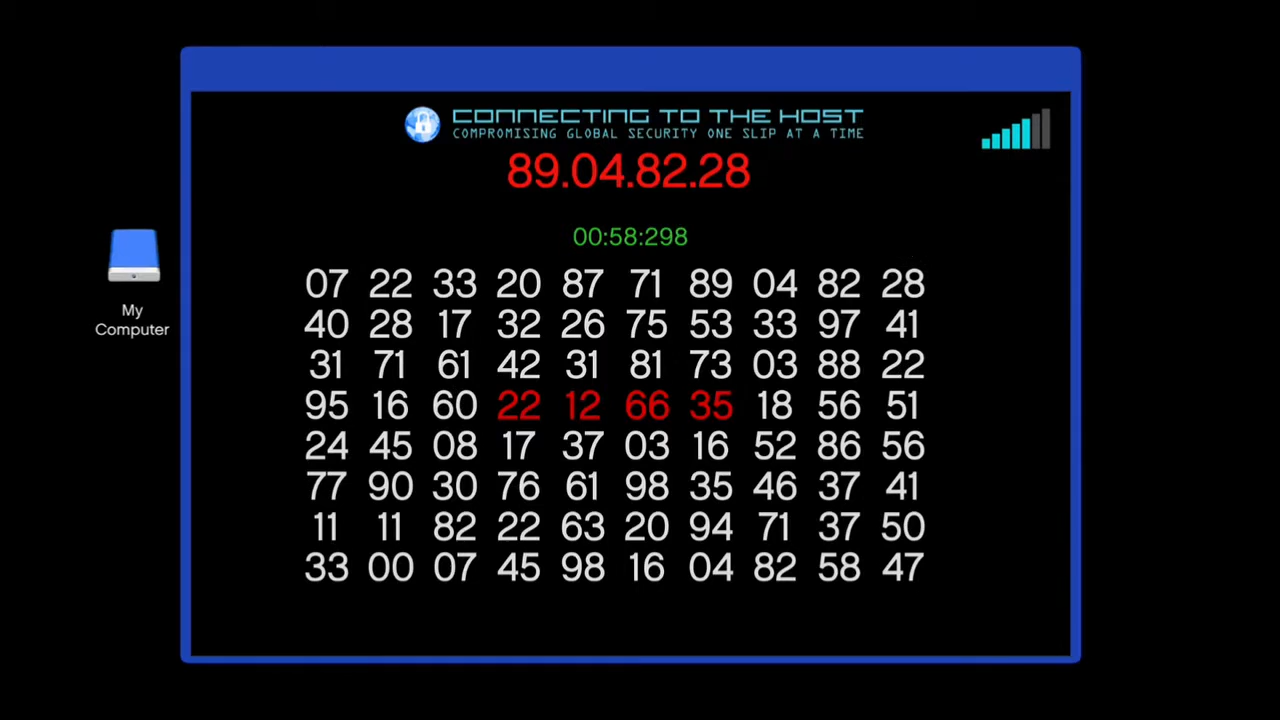 CONNECTING TO THE HOST
COMPROMISING GLOBAL SECURITY ONE SLIP AT A TIME
89.04.82.28
00:58:298
07 22 33 20 87 71 89 04 82 28
40 28 17 32 26 75 53 33 97 41
31 71 61 42 31 81 73 03 88 22
95 16 60 22 12 66 35 18 56 51
24 45 08 17 37 03 16 52 86 56
77 90 30 76 61 98 35 46 37 41
11 11 82 22 63 20 94 71 37 50
33 00 07 45 98 16 04 82 58 47
My
Computer